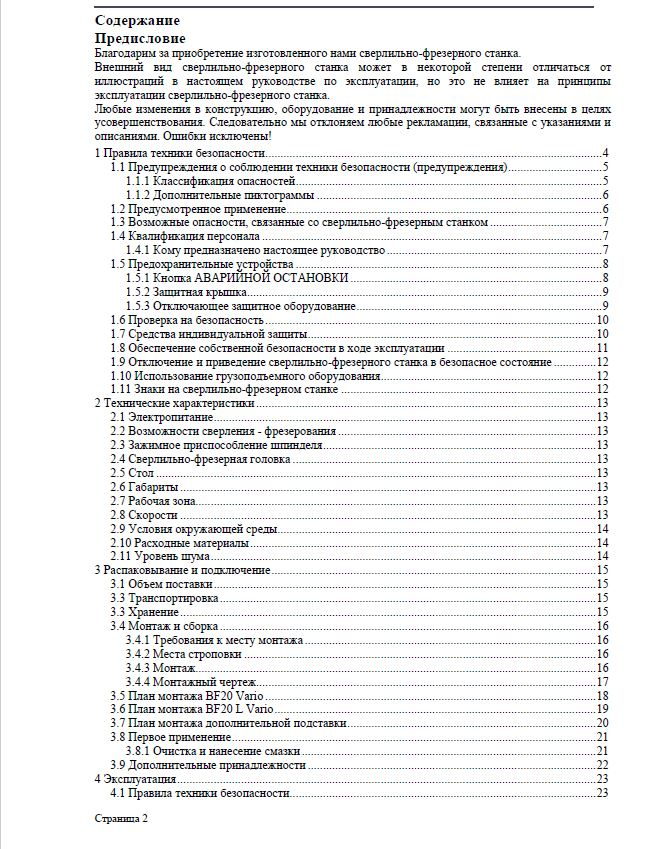 Содержание
Предисловие
Благодарим за приобретение изготовленного нами сверлильно-фрезерного станка.
Внешний вид сверлильно-фрезерного станка может в некоторой степени отличаться от
иллюстраций в настоящем руководстве по эксплуатации, но это не влияет на принципы
эксплуатации сверлильно-фрезерного станка.
Любые изменения в конструкцию, оборудование и принадлежности могут быть внесены в целях
усовершенствования. Следовательно мы отклоняем любые рекламации, связанные с указаниями и
описаниями. Ошибки исключены!
1 Правила техники безопасности....4
1.1 Предупреждения о соблюдении техники безопасности (предупреждения)....5
1.1.1 Классификация опасностей....5
1.1.2 Дополнительные пиктограммы....6
1.2 Предусмотренное применение....6
1.3 Возможные опасности, связанные со сверлильно-фрезерным станком....7
1.4 Квалификация персонала....7
1.4.1 Кому предназначено настоящее руководство....7
1.5 Предохранительные устройства....8
1.5.1 Кнопка АВАРИЙНОЙ ОСТАНОВКИ....8
1.5.2 Защитная крышка....9
1.5.3 Отключающее защитное оборудование....9
1.6 Проверка на безопасность....10
1.7 Средства индивидуальной защиты....10
1.8 Обеспечение собственной безопасности в ходе эксплуатации....11
1.9 Отключение и приведение сверлильно-фрезерного станка в безопасное состояние....12
1.10 Использование грузоподъемного оборудования....12
1.11 Знаки на сверлильно-фрезерном станке....12
2 Технические характеристики....13
2.1 Электропитание....13
2.2 Возможности сверления - фрезерования....13
2.3 Зажимное приспособление шпинделя....13
2.4 Сверлильно-фрезерная головка....13
2.5 Стол....13
2.6 Габариты....13
2.7 Рабочая зона....13
2.8 Скорости....13
2.9 Условия окружающей среды....14
2.10 Расходные материалы....14
2.11 Уровень шума....14
3 Распаковывание и подключение....15
3.1 Объем поставки....15
3.3 Транспортировка....15
3.3 Хранение....15
3.4 Монтаж и сборка....16
3.4.1 Требования к месту монтажа....16
3.4.2 Места строповки....16
3.4.3 Монтаж....16
3.4.4 Монтажный чертеж....17
3.5 План монтажа BF20 Vario....18
3.6 План монтажа BF20 L Vario....19
3.7 План монтажа дополнительной подставки....20
3.8 Первое применение....21
3.8.1 Очистка и нанесение смазки....21
3.9 Дополнительные принадлежности....22
4 Эксплуатация....23
4.1 Правила техники безопасности....23
Страница 2